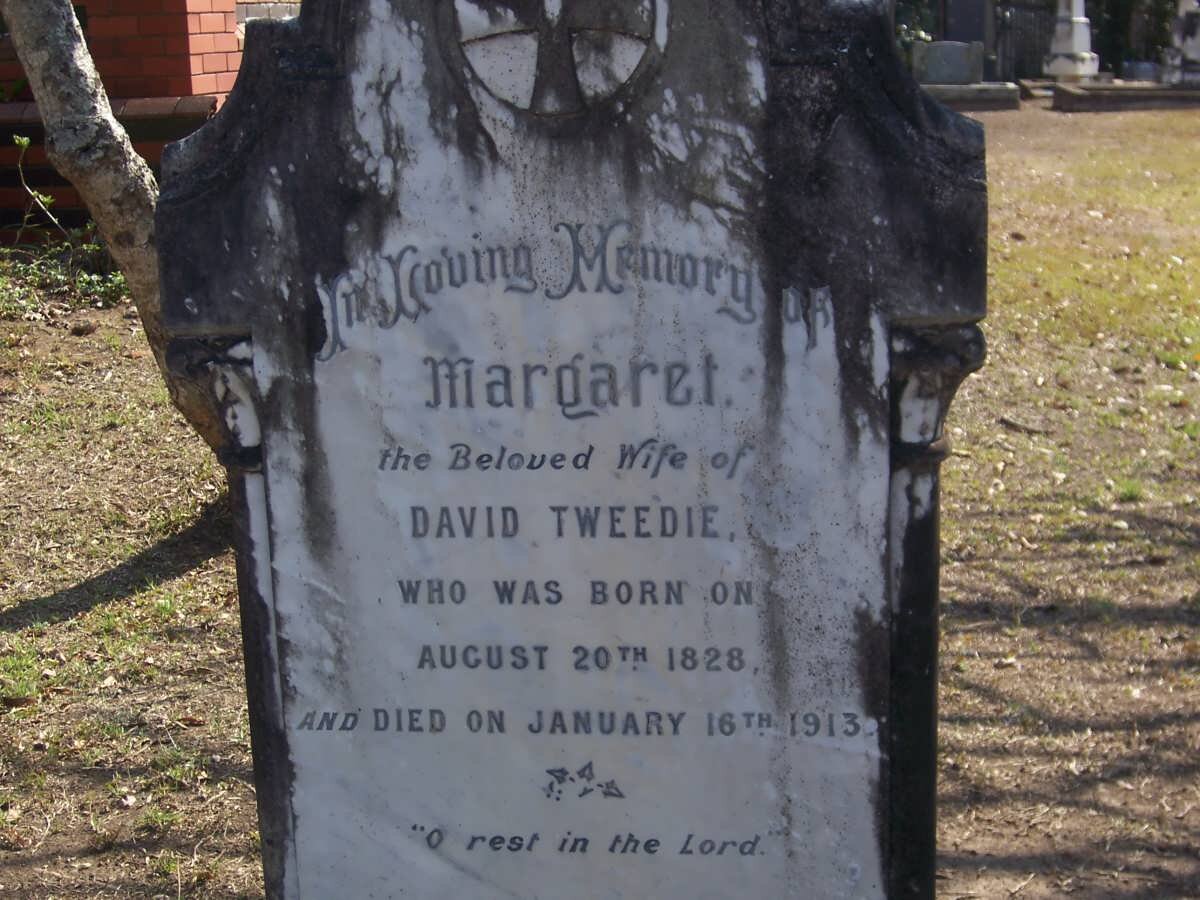 In Loving Memory OF
Margaret.
the Beloved Wife of
DAVID TWEEDIE,
WHO WAS BORN ON
AUGUST 20TH 1828,
AND DIED ON JANUARY 16TH 1913.
"O rest in the Lord."